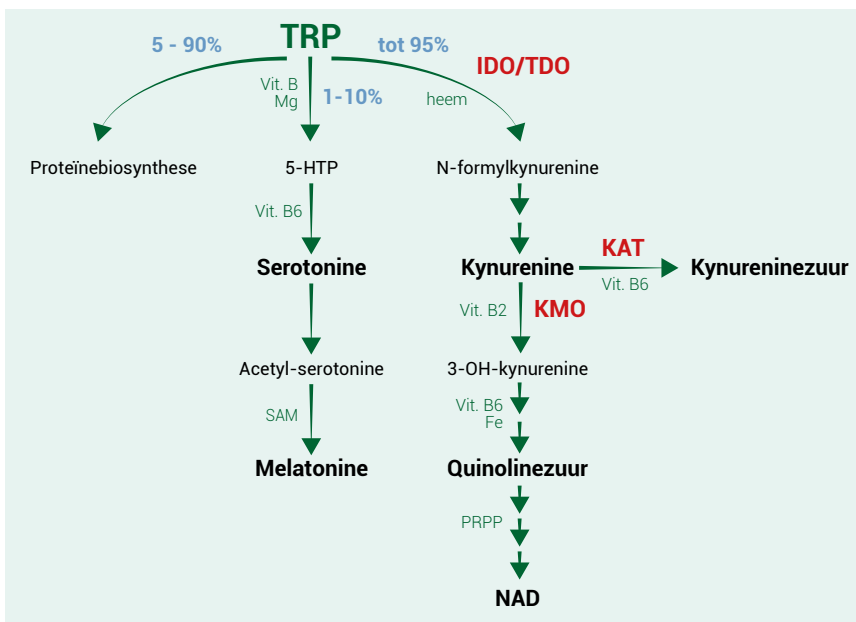 TRP
5 - 90%
tot 95%
IDO/TDO
Vit. B
Mg
1-10%
heem
Proteïnebiosynthese
5-HTP
N-formylkynurenine
Vit. B6
KAT
Serotonine
Kynurenine
Kynureninezuur
Vit. B6
Vit. B2
KMO
Acetyl-serotonine
3-OH-kynurenine
SAM
Vit. B6
Fe
Melatonine
Quinolinezuur
PRPP
NAD